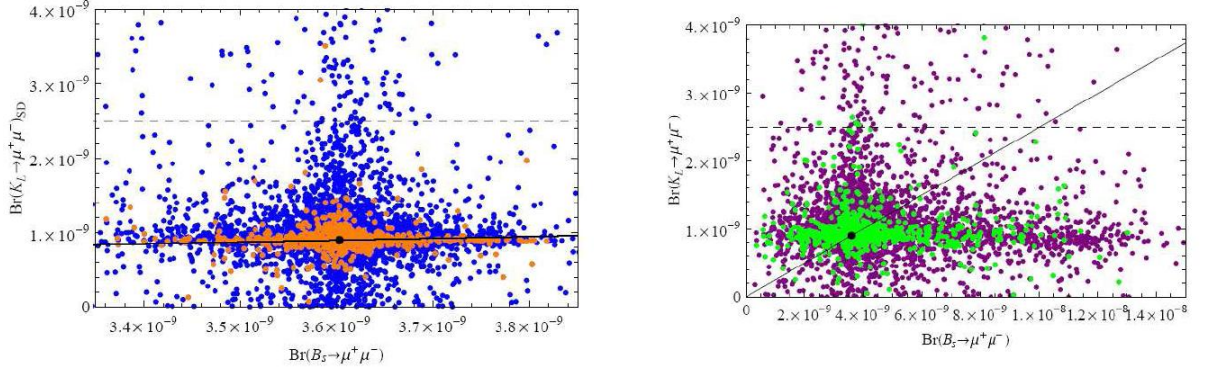 4.×10⁻⁹
3.×10⁻⁹
2.×10⁻⁹
1.×10⁻⁹
0
Br(K_L→μ⁺μ⁻)_SD
3.4×10⁻⁹ 3.5×10⁻⁹ 3.6×10⁻⁹ 3.7×10⁻⁹ 3.8×10⁻⁹
Br(B_s→μ⁺μ⁻)
4.×10⁻⁹
3.×10⁻⁹
2.×10⁻⁹
1.×10⁻⁹
0
Br(K_L→μ⁺μ⁻)
0 2.×10⁻⁹ 4.×10⁻⁹ 6.×10⁻⁹ 8.×10⁻⁹ 1.×10⁻⁸ 1.2×10⁻⁸ 1.4×10⁻⁸
Br(B_s→μ⁺μ⁻)